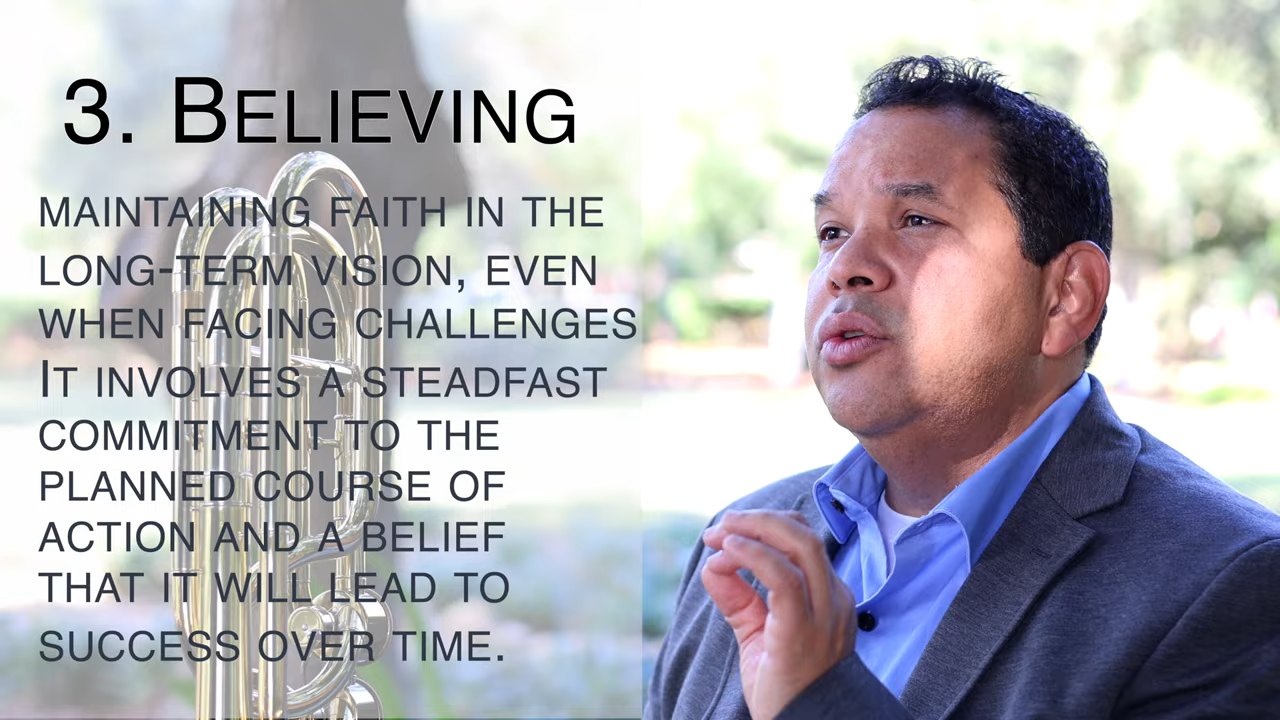 3. Believing
maintaining faith in the
long-term vision, even
when facing challenges
It involves a steadfast
commitment to the
planned course of
action and a belief
that it will lead to
success over time.